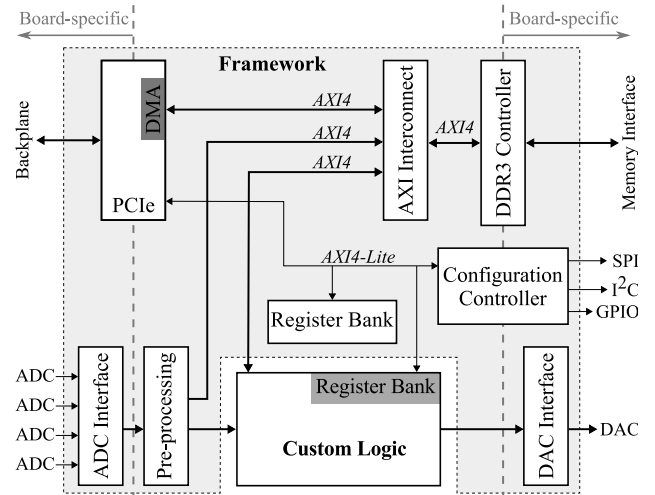 Board-specific
Board-specific
Framework
DMA
PCIe
Backplane
AXI4
AXI4
AXI4
AXI Interconnect
AXI4
DDR3 Controller
Memory Interface
AXI4-Lite
Register Bank
Configuration
Controller
SPI
I²C
GPIO
ADC
ADC
ADC
ADC
ADC Interface
Pre-processing
Register Bank
Custom Logic
DAC Interface
DAC